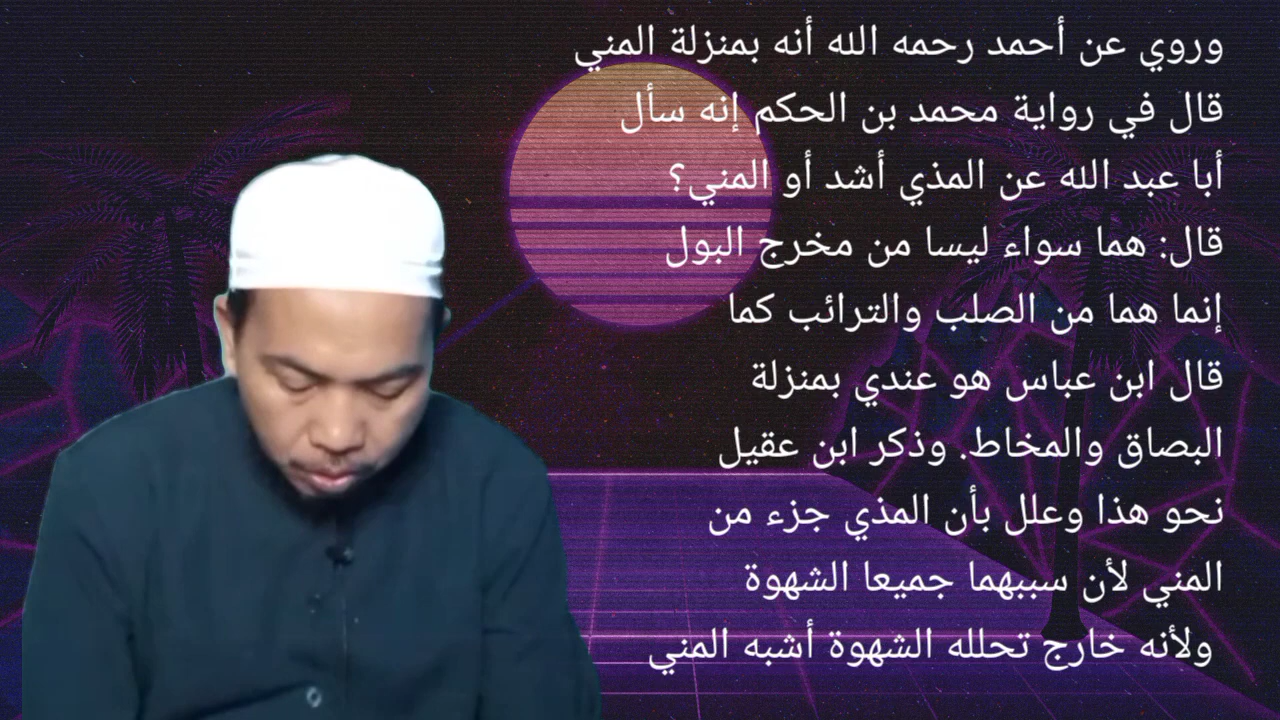 وروي عن أحمد رحمه الله أنه بمنزلة المني
قال في رواية محمد بن الحكم إنه سأل
أبا عبد الله عن المذي أشد أو المني؟
قال: هما سواء ليسا من مخرج البول
إنما هما من الصلب والترائب كما
قال ابن عباس هو عندي بمنزلة
البصاق والمخاط. وذكر ابن عقيل
نحو هذا وعلل بأن المذي جزء من
المني لأن سببهما جميعا الشهوة
ولأنه خارج تحلله الشهوة أشبه المني